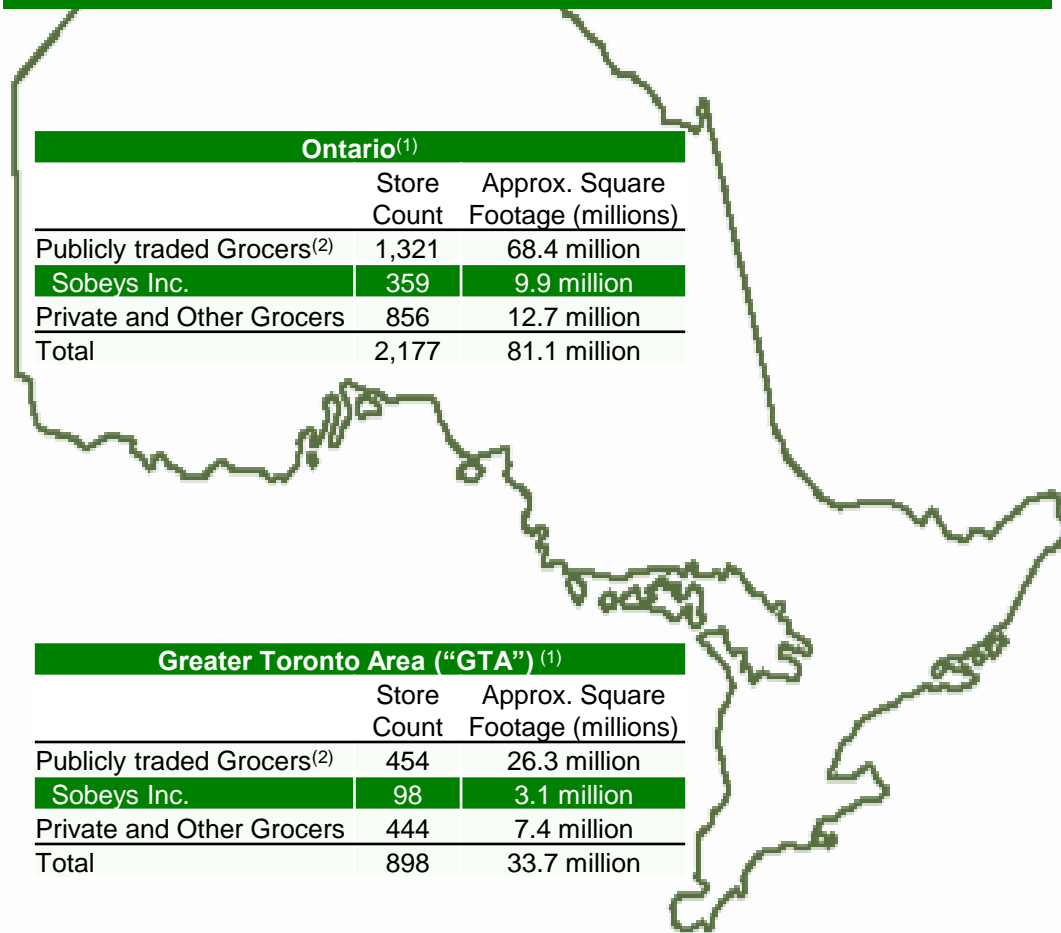 Ontario(1)
Store Approx. Square
Count Footage (millions)
Publicly traded Grocers(2) 1,321 68.4 million
Sobeys Inc. 359 9.9 million
Private and Other Grocers 856 12.7 million
Total 2,177 81.1 million
Greater Toronto Area (“GTA”) (1)
Store Approx. Square
Count Footage (millions)
Publicly traded Grocers(2) 454 26.3 million
Sobeys Inc. 98 3.1 million
Private and Other Grocers 444 7.4 million
Total 898 33.7 million